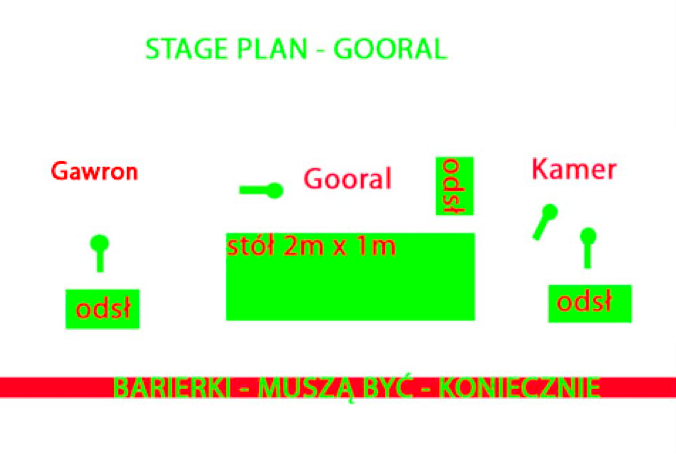 STAGE PLAN - GOORAL
Gawron
Gooral
odsł
Kamer
stół 2m x 1m
odsł
odsł
BARIERKI - MUSZĄ BYĆ - KONIECZNIE